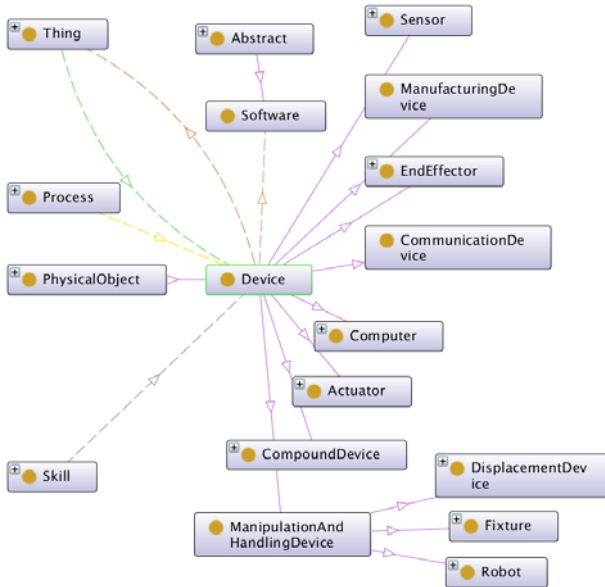 Thing
Abstract
Sensor
ManufacturingDe
vice
Software
EndEffector
Process
CommunicationDe
vice
PhysicalObject
Device
Computer
Actuator
CompoundDevice
Skill
DisplacementDev
ice
ManipulationAnd
HandlingDevice
Fixture
Robot